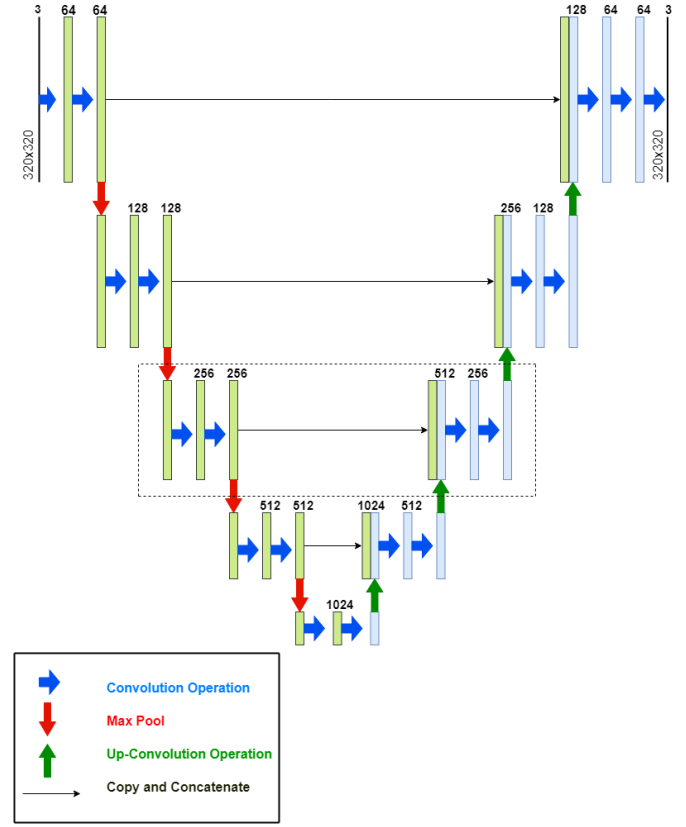 3 64 64 128 64 64 3
320x320 320x320
128 128 256 128
256 256 512 256
512 512 1024 512
1024
Convolution Operation
Max Pool
Up-Convolution Operation
Copy and Concatenate